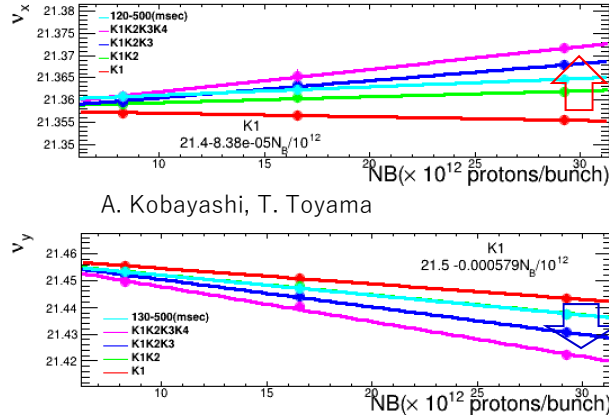 νx
21.38
21.375
21.37
21.365
21.36
21.355
21.35
120-500(msec)
K1K2K3K4
K1K2K3
K1K2
K1
K1
21.4-8.38e-05N_B/10^12
10
15
20
25
30
NB(× 10^12 protons/bunch)
A. Kobayashi, T. Toyama
νy
21.46
21.45
21.44
21.43
21.42
K1
21.5 -0.000579N_B/10^12
130-500(msec)
K1K2K3K4
K1K2K3
K1K2
K1
10
15
20
25
30
NB(× 10^12 protons/bunch)